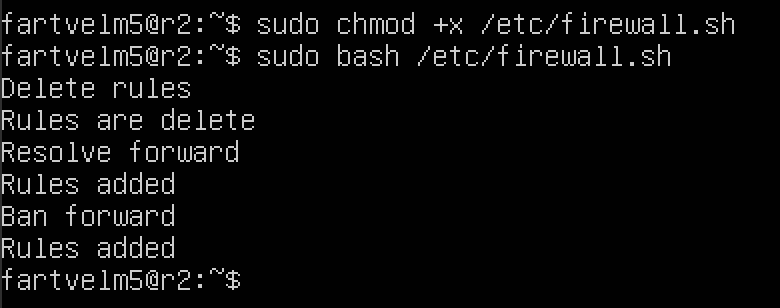 fartvelm5@r2:~$ sudo chmod +x /etc/firewall.sh
fartvelm5@r2:~$ sudo bash /etc/firewall.sh
Delete rules
Rules are delete
Resolve forward
Rules added
Ban forward
Rules added
fartvelm5@r2:~$